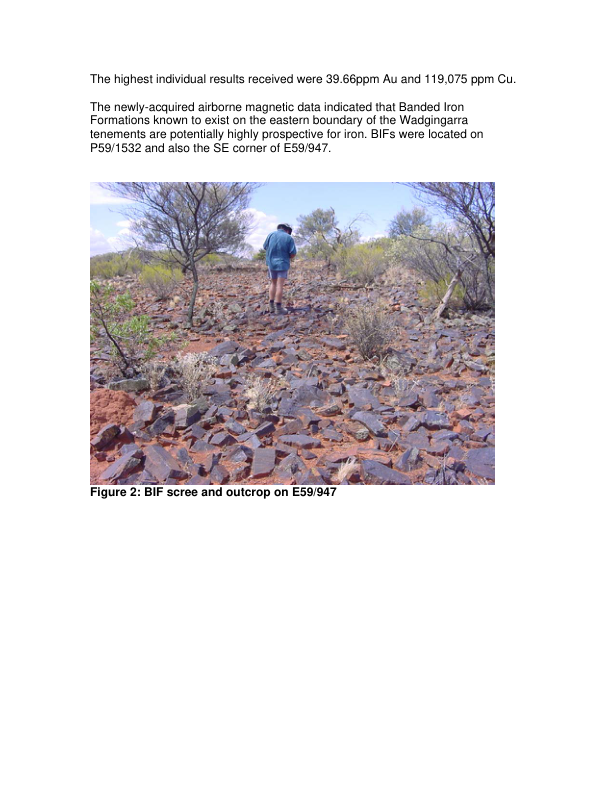 The highest individual results received were 39.66ppm Au and 119,075 ppm Cu.
The newly-acquired airborne magnetic data indicated that Banded Iron
Formations known to exist on the eastern boundary of the Wadgingarra
tenements are potentially highly prospective for iron. BIFs were located on
P59/1532 and also the SE corner of E59/947.
Figure 2: BIF scree and outcrop on E59/947